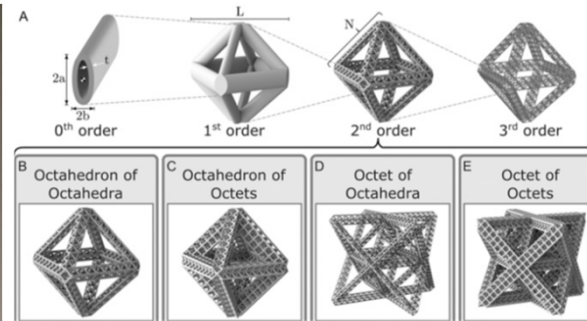 A
L
N
t
2a
2b
0th order
1st order
2nd order
3rd order
B
Octahedron of
Octahedra
C
Octahedron
of Octets
D
Octet of
Octahedra
E
Octet of
Octets